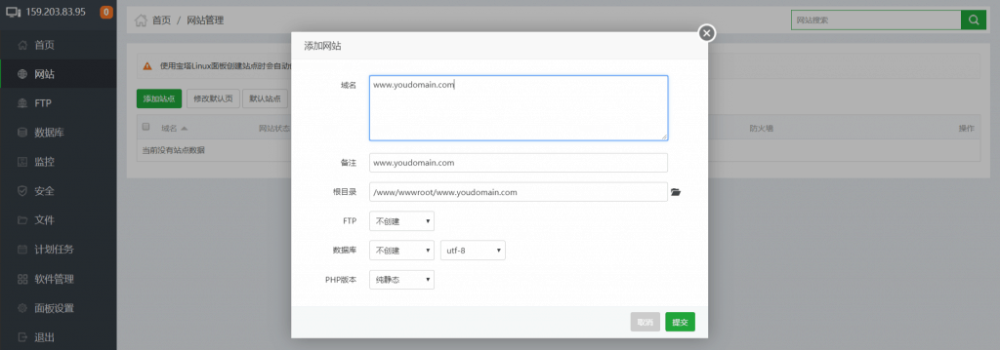 159.203.83.95 0
首页
网站
FTP
数据库
监控
安全
文件
计划任务
软件管理
面板设置
退出
首页 / 网站管理
网站搜索
使用宝塔Linux面板创建站点时会自动
添加站点 修改默认页 默认站点
域名 网站状态 防火墙 操作
当前没有站点数据
添加网站
域名 www.youdomain.com
备注 www.youdomain.com
根目录 /www/wwwroot/www.youdomain.com
FTP 不创建
数据库 不创建 utf-8
PHP版本 纯静态
取消 提交